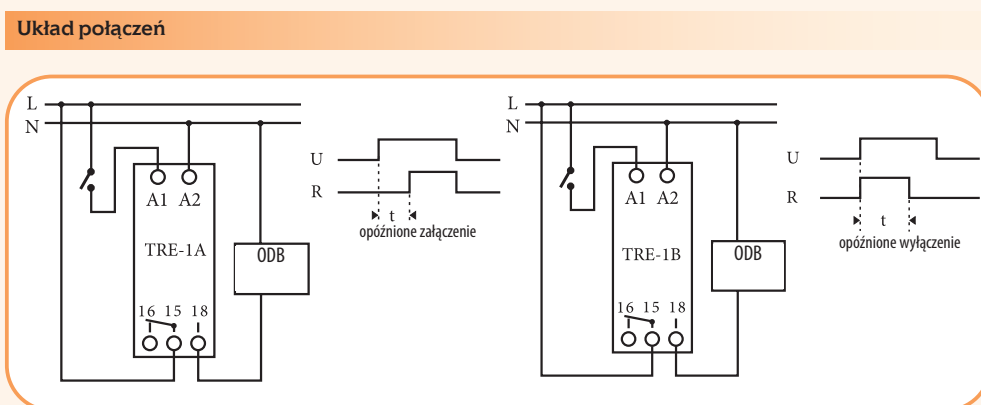 Układ połączeń
L
N
A1 A2
TRE-1A
16 15 18
ODB
U
R
t
opóźnione załączenie
L
N
A1 A2
TRE-1B
16 15 18
ODB
U
R
t
opóźnione wyłączenie